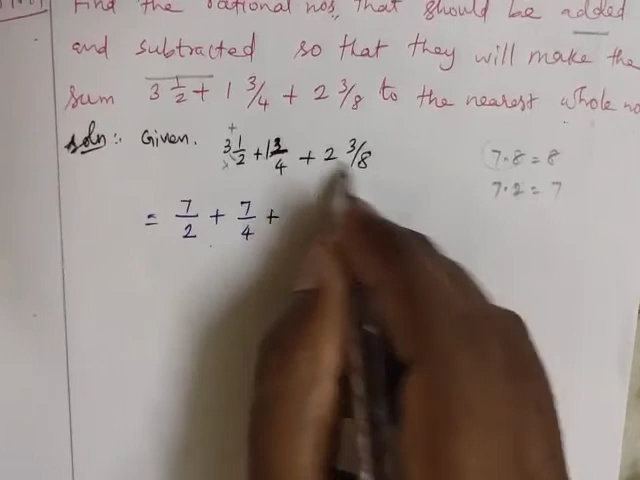 Find the rational nos, that should be added
and subtracted so that they will make the
sum 3 1/2 + 1 3/4 + 2 3/8 to the nearest whole no
soln:. Given. 3 1/2 + 1 3/4 + 2 3/8
7.8 = 8
7.2 = 7
= 7/2 + 7/4 +